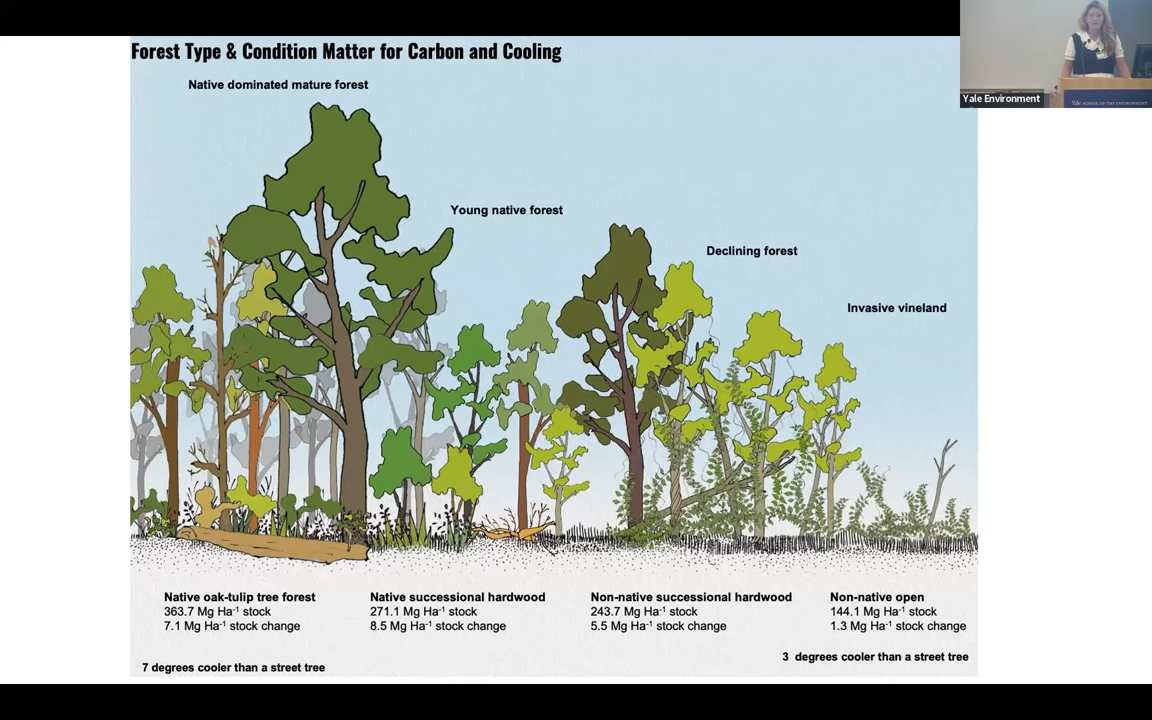 Forest Type & Condition Matter for Carbon and Cooling
Native dominated mature forest
Young native forest
Declining forest
Invasive vineland
Yale Environment
Yale SCHOOL OF THE ENVIRONMENT
Native oak-tulip tree forest
363.7 Mg Ha⁻¹ stock
7.1 Mg Ha⁻¹ stock change
Native successional hardwood
271.1 Mg Ha⁻¹ stock
8.5 Mg Ha⁻¹ stock change
Non-native successional hardwood
243.7 Mg Ha⁻¹ stock
5.5 Mg Ha⁻¹ stock change
Non-native open
144.1 Mg Ha⁻¹ stock
1.3 Mg Ha⁻¹ stock change
7 degrees cooler than a street tree
3 degrees cooler than a street tree